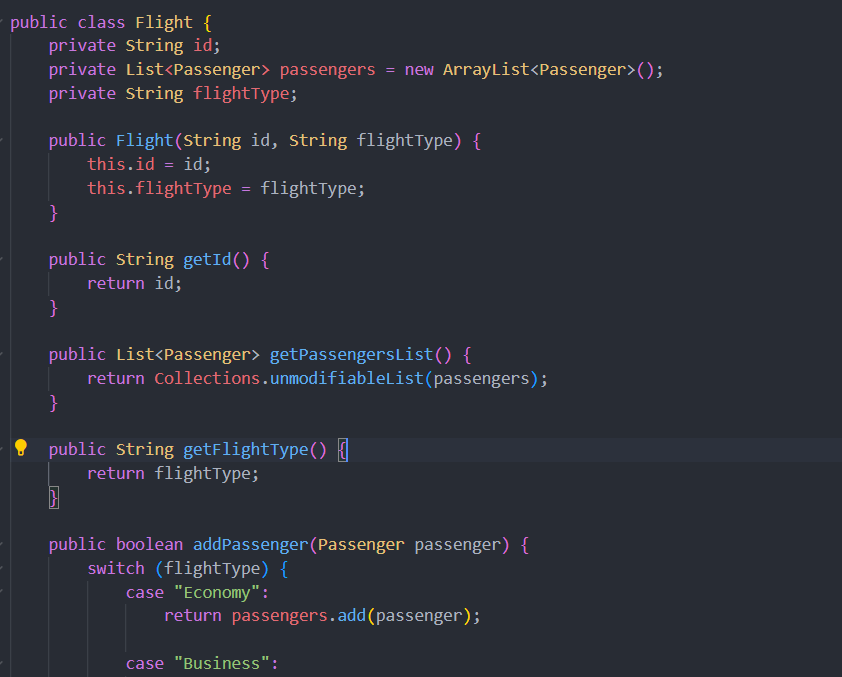 public class Flight {
    private String id;
    private List<Passenger> passengers = new ArrayList<Passenger>();
    private String flightType;

    public Flight(String id, String flightType) {
        this.id = id;
        this.flightType = flightType;
    }

    public String getId() {
        return id;
    }

    public List<Passenger> getPassengersList() {
        return Collections.unmodifiableList(passengers);
    }

    public String getFlightType() {
        return flightType;
    }

    public boolean addPassenger(Passenger passenger) {
        switch (flightType) {
            case "Economy":
                return passengers.add(passenger);

            case "Business":